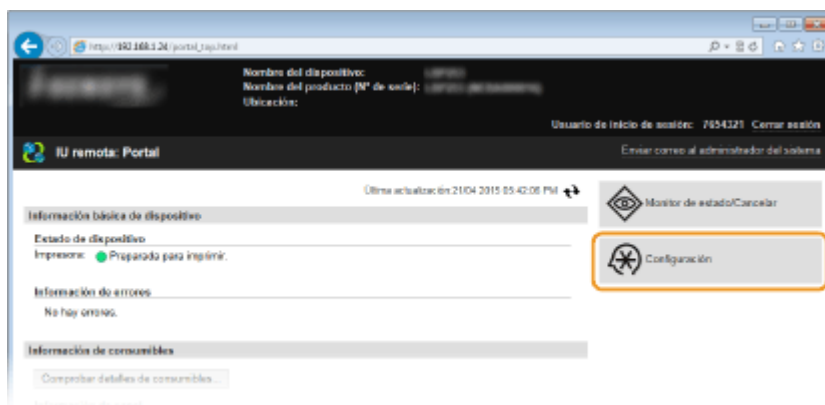 http://192.168.1.24/portal_top.html
Nombre del dispositivo:
Nombre del producto (Nº de serie):
Ubicación:
Usuario de inicio de sesión: 7654321 Cerrar sesión
IU remota: Portal
Enviar correo al administrador del sistema
Última actualización: 21/04 2015 05:42:06 PM
Monitor de estado/Cancelar
Información básica de dispositivo
Estado de dispositivo
Impresora: Preparada para imprimir.
Configuración
Información de errores
No hay errores.
Información de consumibles
Comprobar detalles de consumibles...